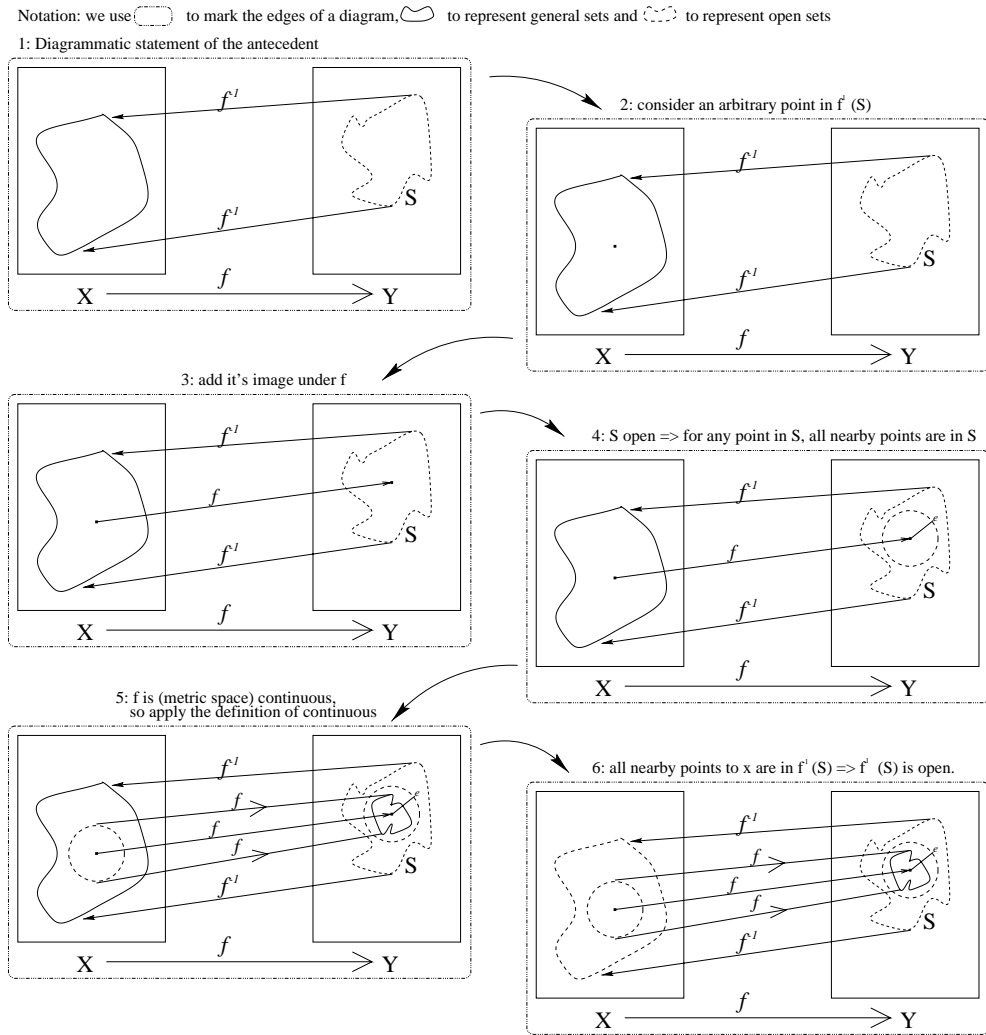 Notation: we use to mark the edges of a diagram, to represent general sets and to represent open sets
1: Diagrammatic statement of the antecedent
f-1
f-1
S
f
X Y
2: consider an arbitrary point in f-1 (S)
f-1
f-1
S
f
X Y
3: add it's image under f
f-1
f
f-1
S
f
X Y
4: S open => for any point in S, all nearby points are in S
f-1
e
f
f-1
S
f
X Y
5: f is (metric space) continuous,
so apply the definition of continuous
f-1
e
f
f
f
f-1
S
f
X Y
6: all nearby points to x are in f-1 (S) => f-1 (S) is open.
f-1
e
f
f
f
f-1
S
f
X Y